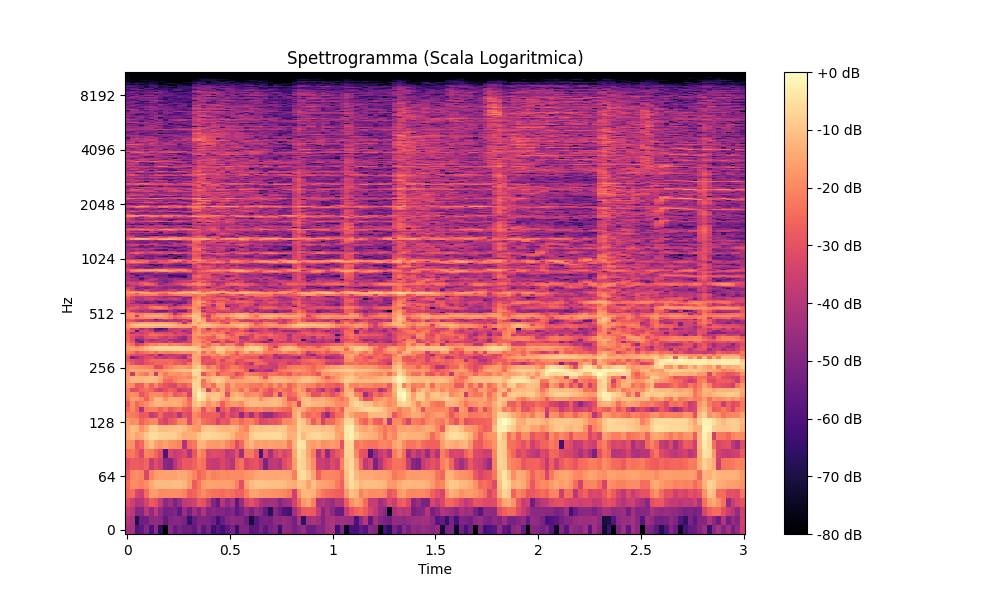 Spettrogramma (Scala Logaritmica)
Hz
8192
4096
2048
1024
512
256
128
64
0
0
0.5
1
1.5
2
2.5
3
Time
+0 dB
-10 dB
-20 dB
-30 dB
-40 dB
-50 dB
-60 dB
-70 dB
-80 dB